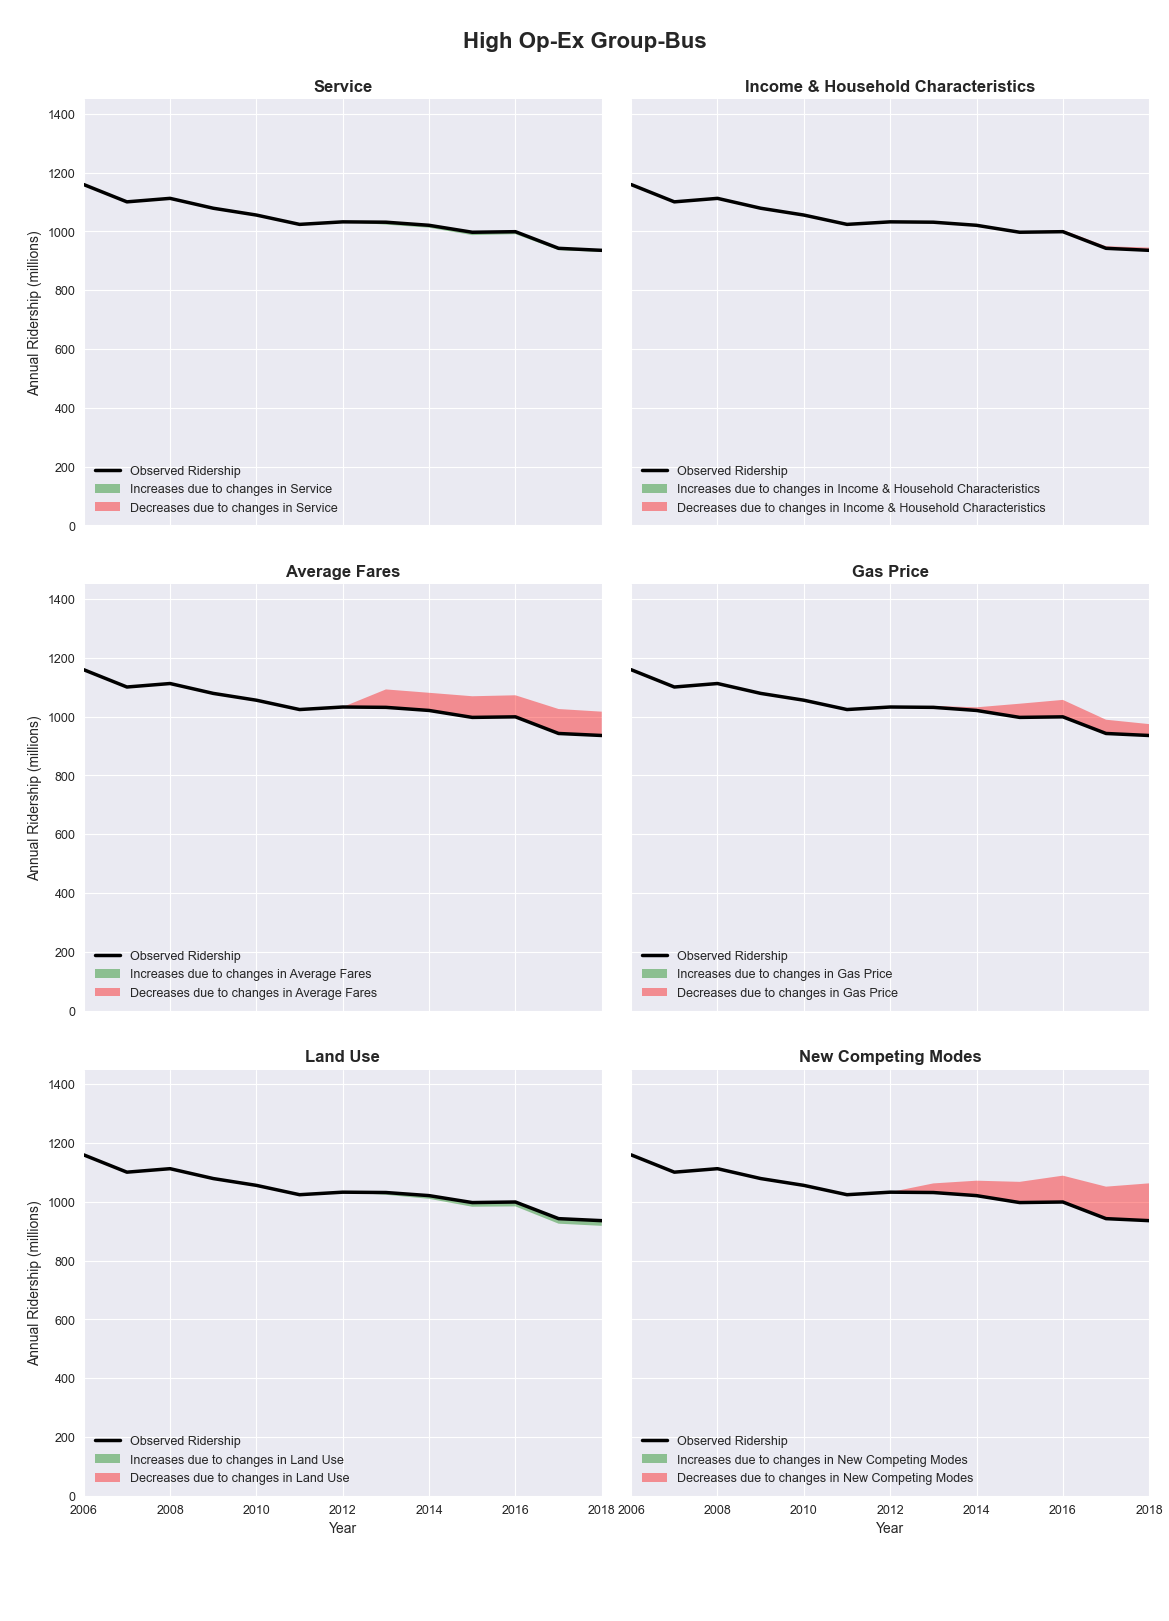 High Op-Ex Group-Bus
Service
Income & Household Characteristics
1400
1200
1000
800
600
400
200
0
Annual Ridership (millions)
Observed Ridership
Increases due to changes in Service
Decreases due to changes in Service
Observed Ridership
Increases due to changes in Income & Household Characteristics
Decreases due to changes in Income & Household Characteristics
Average Fares
Gas Price
1400
1200
1000
800
600
400
200
0
Annual Ridership (millions)
Observed Ridership
Increases due to changes in Average Fares
Decreases due to changes in Average Fares
Observed Ridership
Increases due to changes in Gas Price
Decreases due to changes in Gas Price
Land Use
New Competing Modes
1400
1200
1000
800
600
400
200
0
Annual Ridership (millions)
Observed Ridership
Increases due to changes in Land Use
Decreases due to changes in Land Use
Observed Ridership
Increases due to changes in New Competing Modes
Decreases due to changes in New Competing Modes
2006 2008 2010 2012 2014 2016 2018
2006 2008 2010 2012 2014 2016 2018
Year
Year